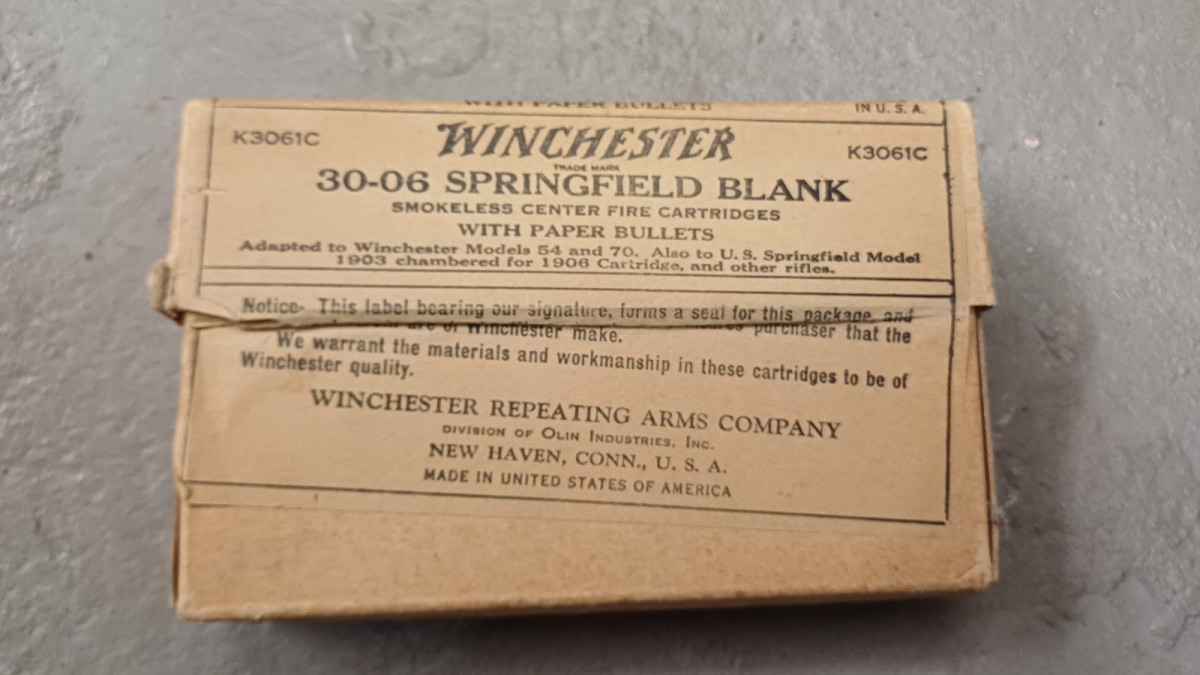 WITH PAPER BULLETS
IN U. S. A.
K3061C
WINCHESTER
K3061C
TRADE MARK
30-06 SPRINGFIELD BLANK
SMOKELESS CENTER FIRE CARTRIDGES
WITH PAPER BULLETS
Adapted to Winchester Models 54 and 70. Also to U. S. Springfield Model
1903 chambered for 1906 Cartridge, and other rifles.
Notice- This label bearing our signature, forms a seal for this package, and
are of Winchester make. purchaser that the
We warrant the materials and workmanship in these cartridges to be of
Winchester quality.
WINCHESTER REPEATING ARMS COMPANY
DIVISION OF OLIN INDUSTRIES, INC.
NEW HAVEN, CONN., U. S. A.
MADE IN UNITED STATES OF AMERICA